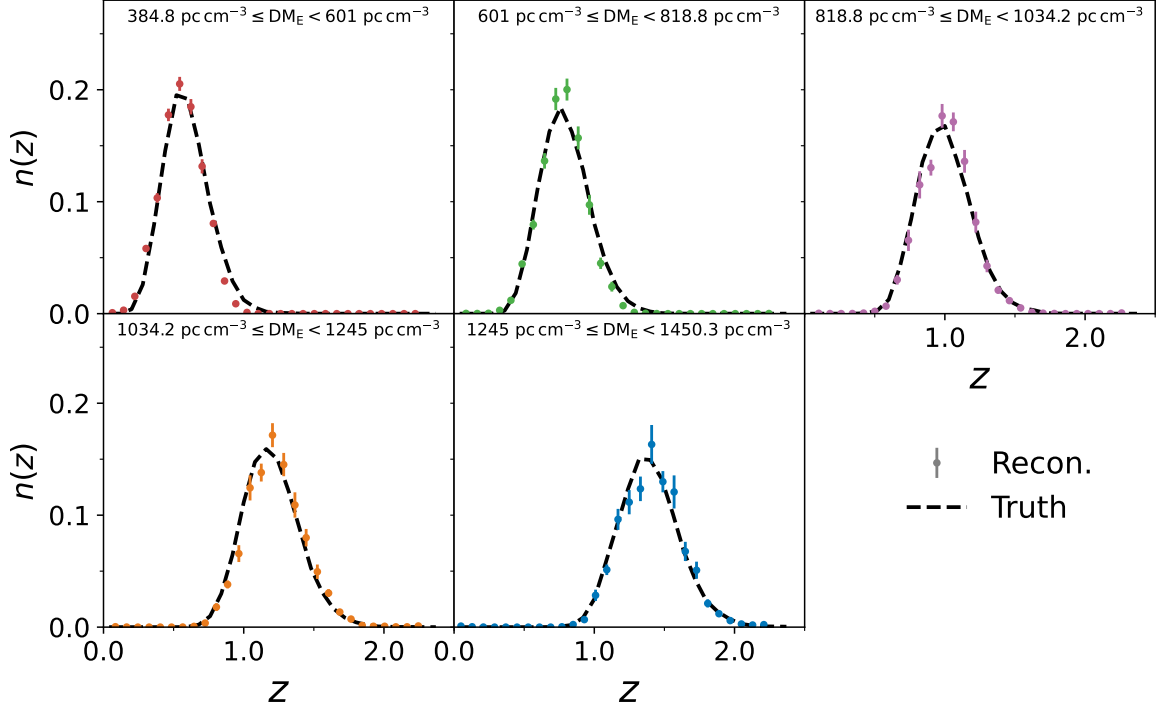 384.8 pc cm⁻³ ≤ DM_E < 601 pc cm⁻³
601 pc cm⁻³ ≤ DM_E < 818.8 pc cm⁻³
818.8 pc cm⁻³ ≤ DM_E < 1034.2 pc cm⁻³
n(z)
0.2
0.1
0.0
1.0 2.0
z
1034.2 pc cm⁻³ ≤ DM_E < 1245 pc cm⁻³
1245 pc cm⁻³ ≤ DM_E < 1450.3 pc cm⁻³
n(z)
0.2
0.1
0.0
Recon.
Truth
0.0 1.0 2.0
0.0 1.0 2.0
z
z